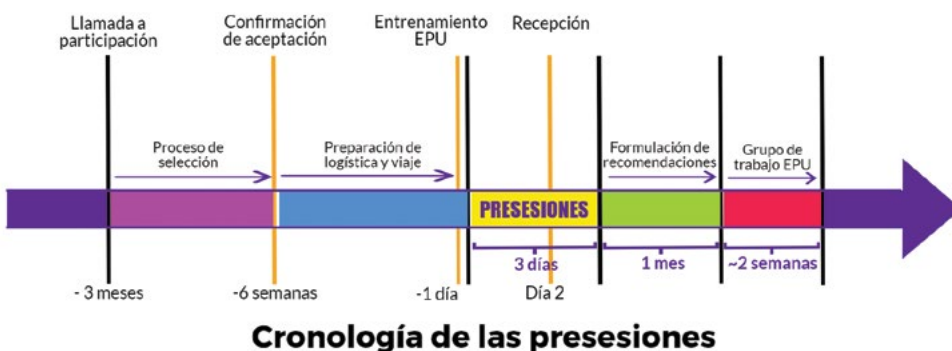 Llamada a
participación
Confirmación
de aceptación
Entrenamiento
EPU
Recepción
Proceso de
selección
Preparación de
logística y viaje
Formulación de
recomendaciones
Grupo de
trabajo EPU
PRESESIONES
3 días
1 mes
~2 semanas
- 3 meses
-6 semanas
-1 día
Día 2
Cronología de las presesiones